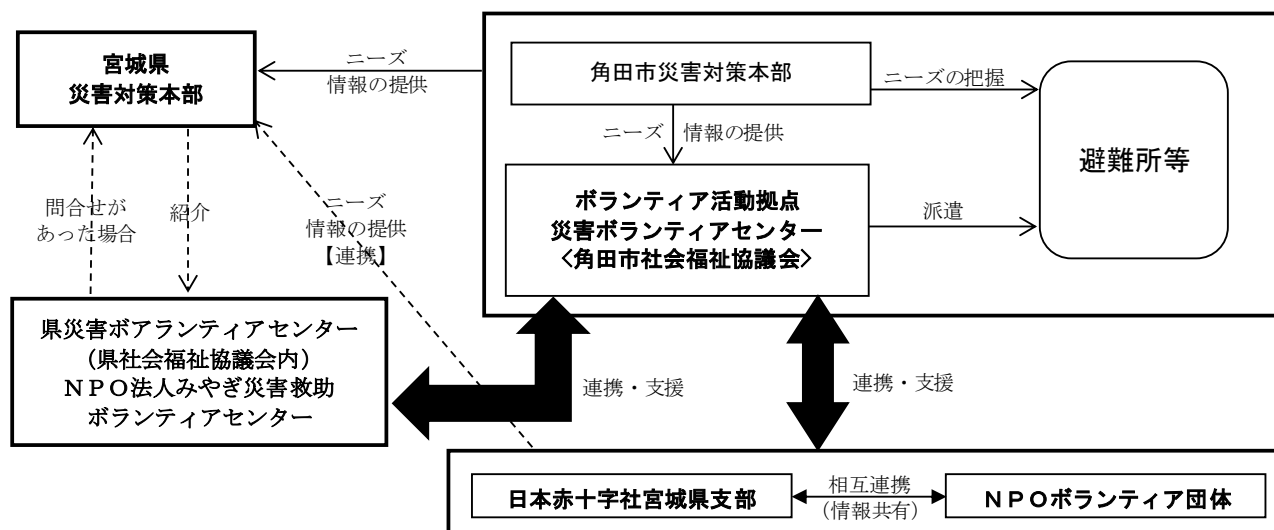 宮城県
災害対策本部
ニーズ
情報の提供
角田市災害対策本部
ニーズの把握
避難所等
ニーズ 情報の提供
ボランティア活動拠点
災害ボランティアセンター
<角田市社会福祉協議会>
派遣
問合せが
あった場合
紹介
ニーズ
情報の提供
【連携】
県災害ボアランティアセンター
(県社会福祉協議会内)
NPO法人みやぎ災害救助
ボランティアセンター
連携・支援
連携・支援
日本赤十字社宮城県支部
相互連携
(情報共有)
NPOボランティア団体